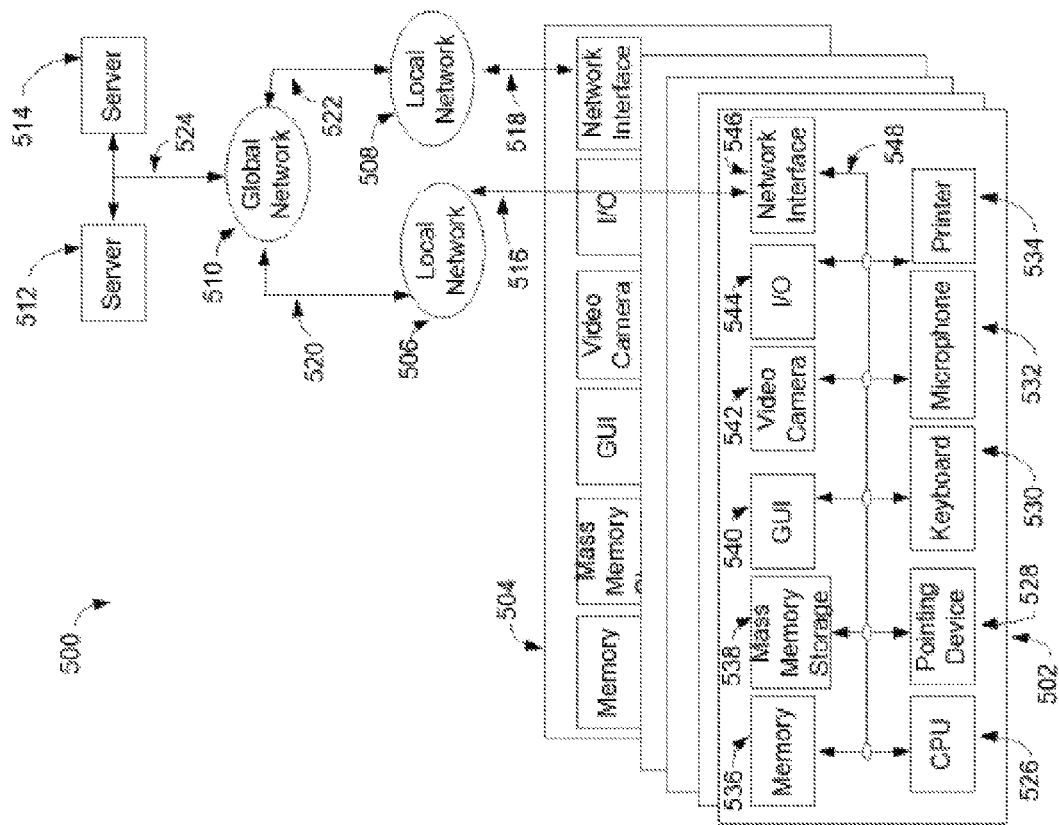 500
512
514
Server
Server
524
510
Global
Network
520
522
506
508
Local
Network
Local
Network
516
518
504
Memory
Mass
Memory
GUI
Video
Camera
I/O
Network
Interface
536
538
540
542
544
546
Memory
Mass
Memory
Storage
GUI
Video
Camera
I/O
Network
Interface
548
CPU
Pointing
Device
Keyboard
Microphone
Printer
526
528
530
532
534
502